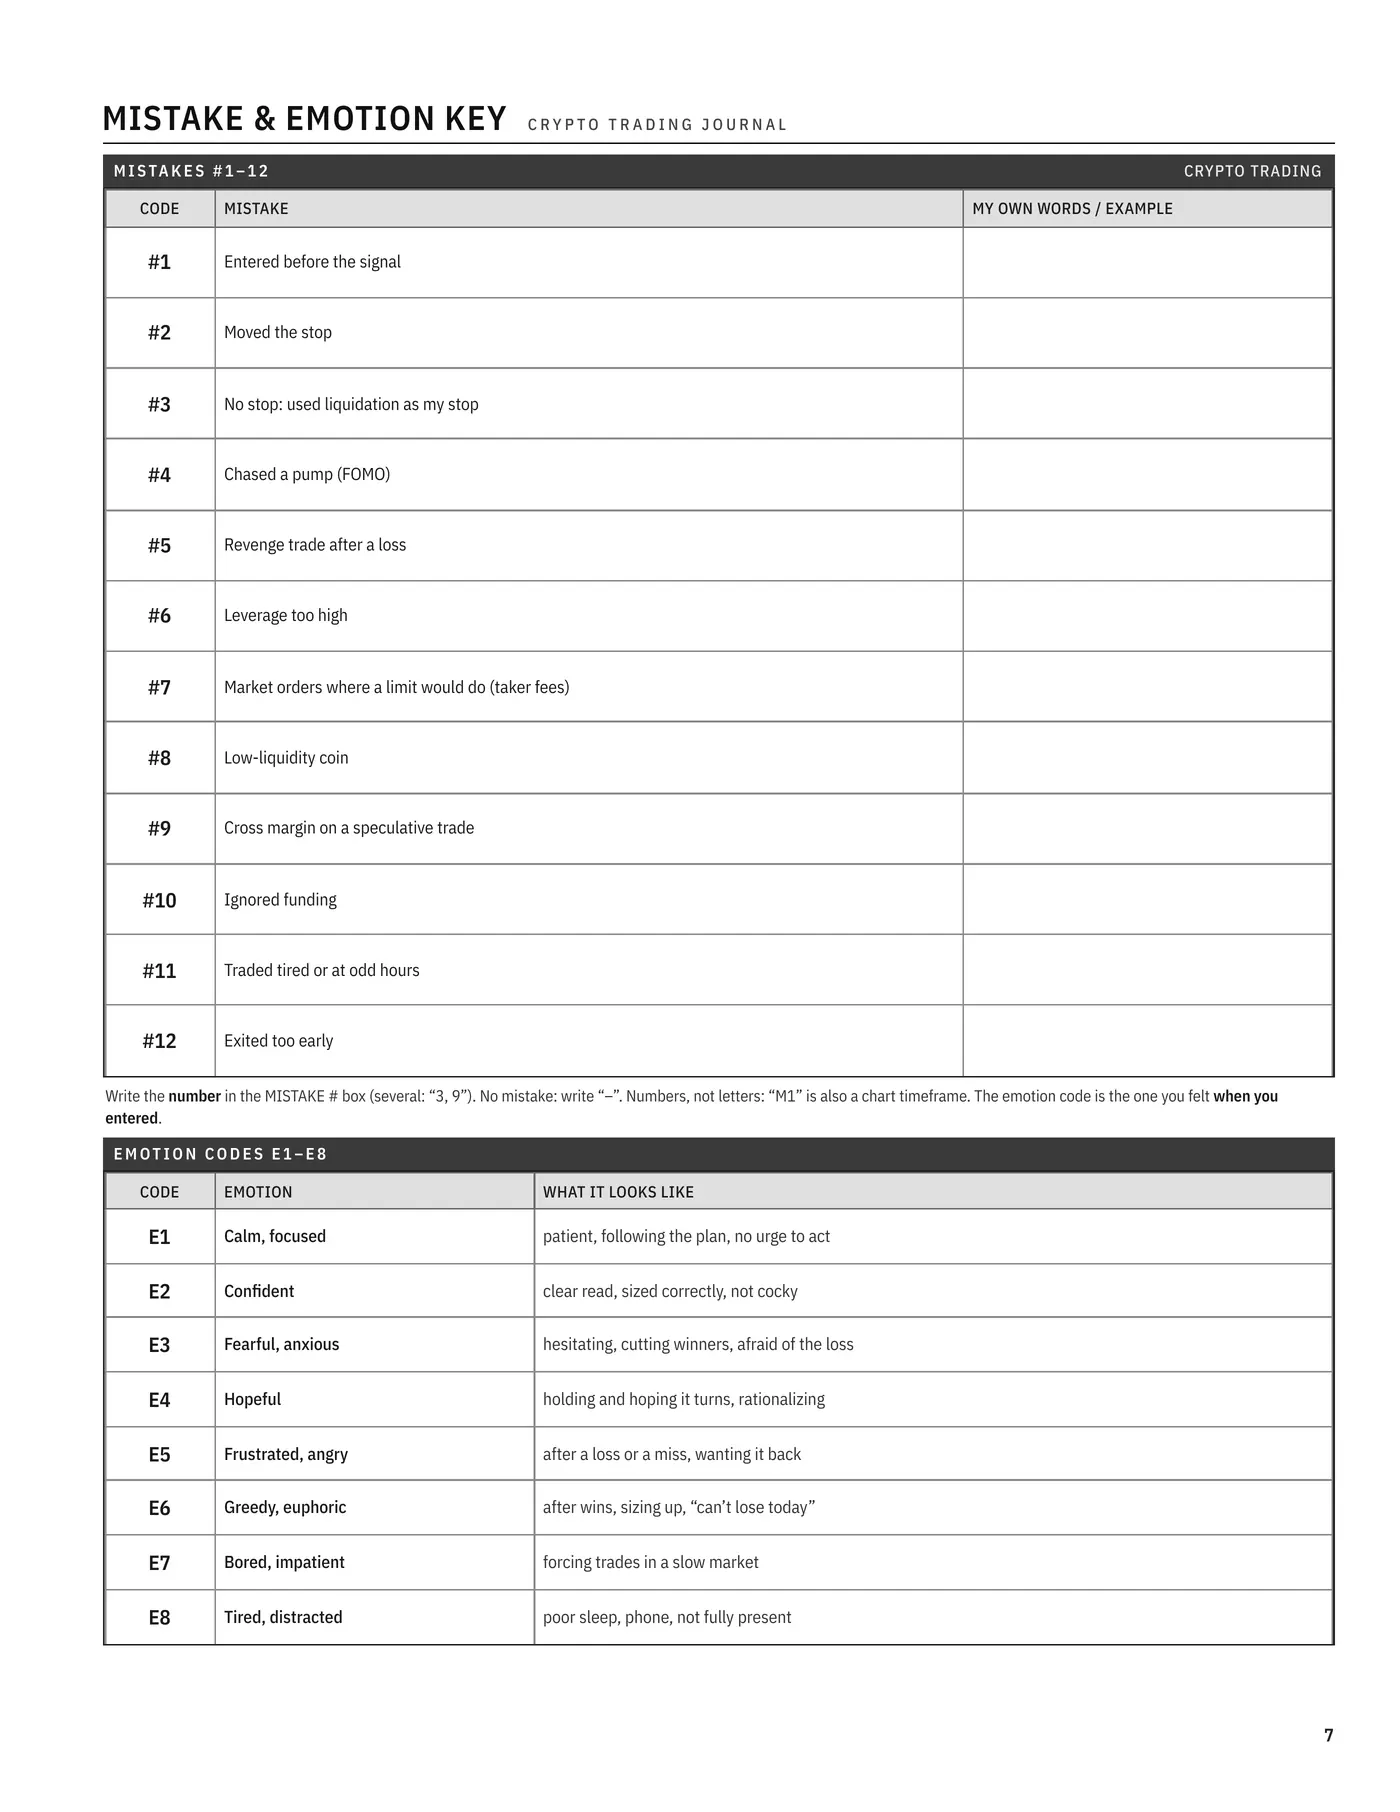 MISTAKE & EMOTION KEY CRYPTO TRADING JOURNAL
MISTAKES #1–12 CRYPTO TRADING
CODE MISTAKE MY OWN WORDS / EXAMPLE
#1 Entered before the signal
#2 Moved the stop
#3 No stop: used liquidation as my stop
#4 Chased a pump (FOMO)
#5 Revenge trade after a loss
#6 Leverage too high
#7 Market orders where a limit would do (taker fees)
#8 Low-liquidity coin
#9 Cross margin on a speculative trade
#10 Ignored funding
#11 Traded tired or at odd hours
#12 Exited too early
Write the number in the MISTAKE # box (several: “3, 9”). No mistake: write “–”. Numbers, not letters: “M1” is also a chart timeframe. The emotion code is the one you felt when you
entered.
EMOTION CODES E1–E8
CODE EMOTION WHAT IT LOOKS LIKE
E1 Calm, focused patient, following the plan, no urge to act
E2 Confident clear read, sized correctly, not cocky
E3 Fearful, anxious hesitating, cutting winners, afraid of the loss
E4 Hopeful holding and hoping it turns, rationalizing
E5 Frustrated, angry after a loss or a miss, wanting it back
E6 Greedy, euphoric after wins, sizing up, “can’t lose today”
E7 Bored, impatient forcing trades in a slow market
E8 Tired, distracted poor sleep, phone, not fully present
7